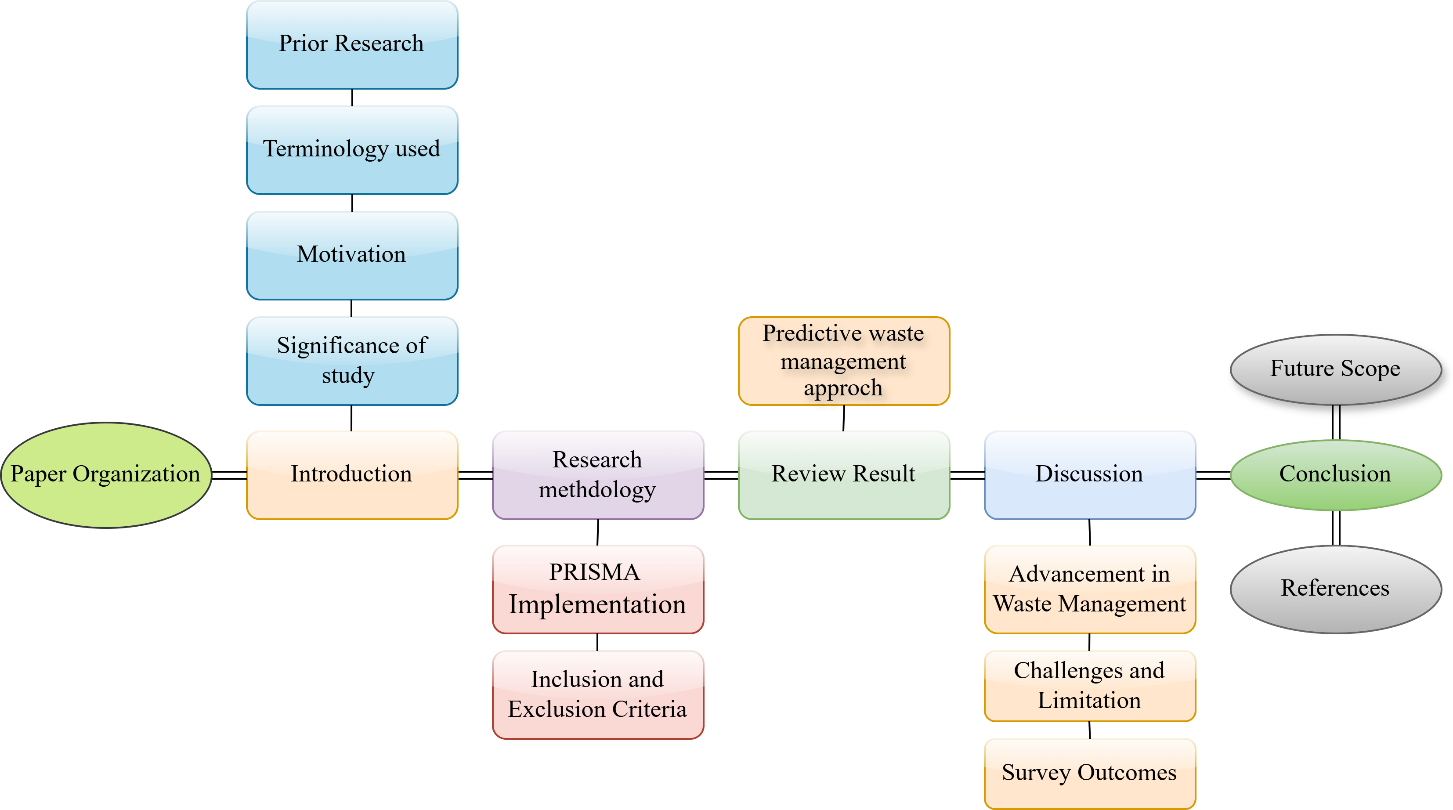 Prior Research
Terminology used
Motivation
Significance of
study
Paper Organization
Introduction
Research
methdology
PRISMA
Implementation
Inclusion and
Exclusion Criteria
Predictive waste
management
approch
Review Result
Discussion
Advancement in
Waste Management
Challenges and
Limitation
Survey Outcomes
Future Scope
Conclusion
References